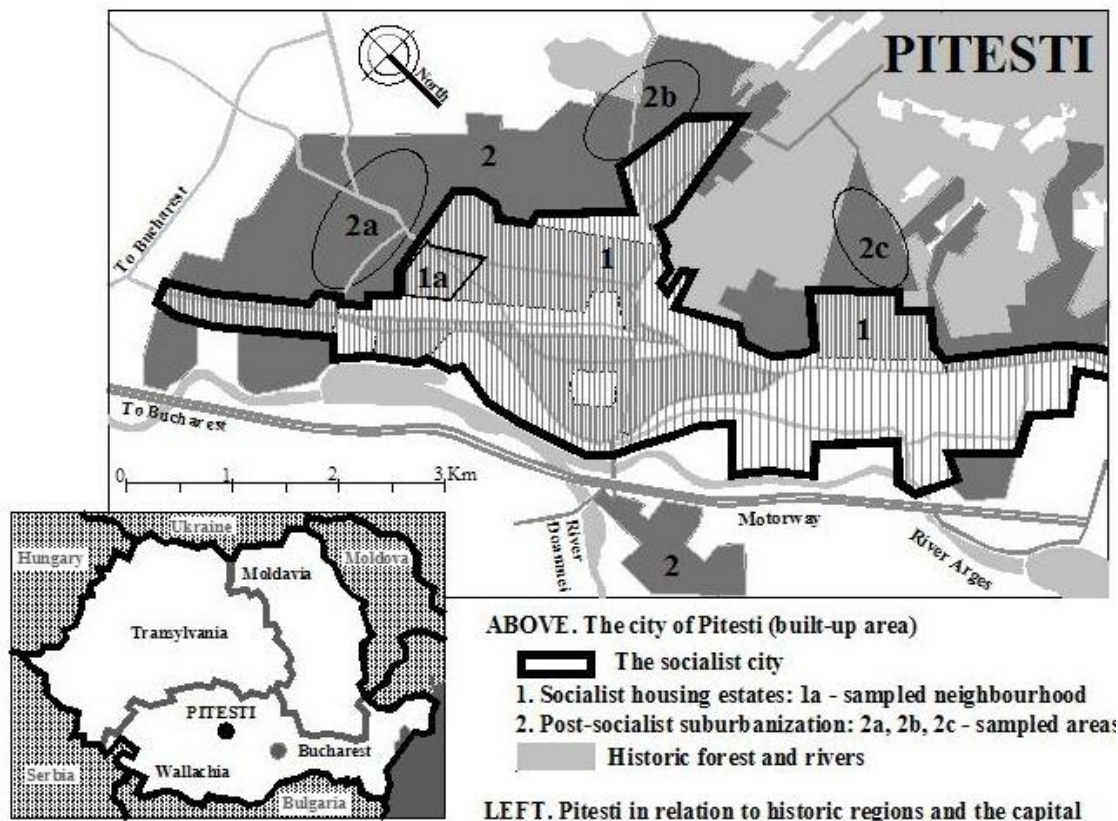 PITESTI
North
2b
2
2a
To Bucharest
2c
1
1a
1
To Bucharest
0 1 2 3 Km
Motorway
River
Doamnei
River Arges
2
Ukraine
Hungary
Moldova
Moldavia
Transylvania
PITESTI
Bucharest
Wallachia
Serbia
Bulgaria
ABOVE. The city of Pitesti (built-up area)
The socialist city
1. Socialist housing estates: 1a - sampled neighbourhood
2. Post-socialist suburbanization: 2a, 2b, 2c - sampled areas
Historic forest and rivers
LEFT. Pitesti in relation to historic regions and the capital